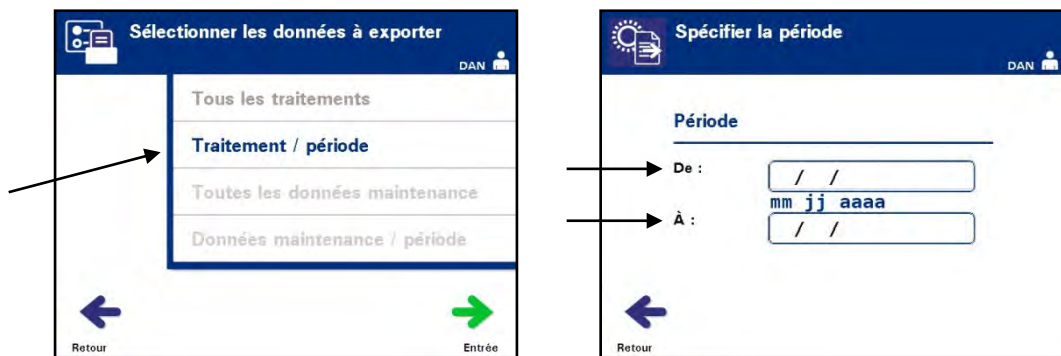 Sélectionner les données à exporter
DAN
Tous les traitements
Traitement / période
Toutes les données maintenance
Données maintenance / période
Retour
Entrée
Spécifier la période
DAN
Période
De :
/ /
mm jj aaaa
À :
/ /
Retour